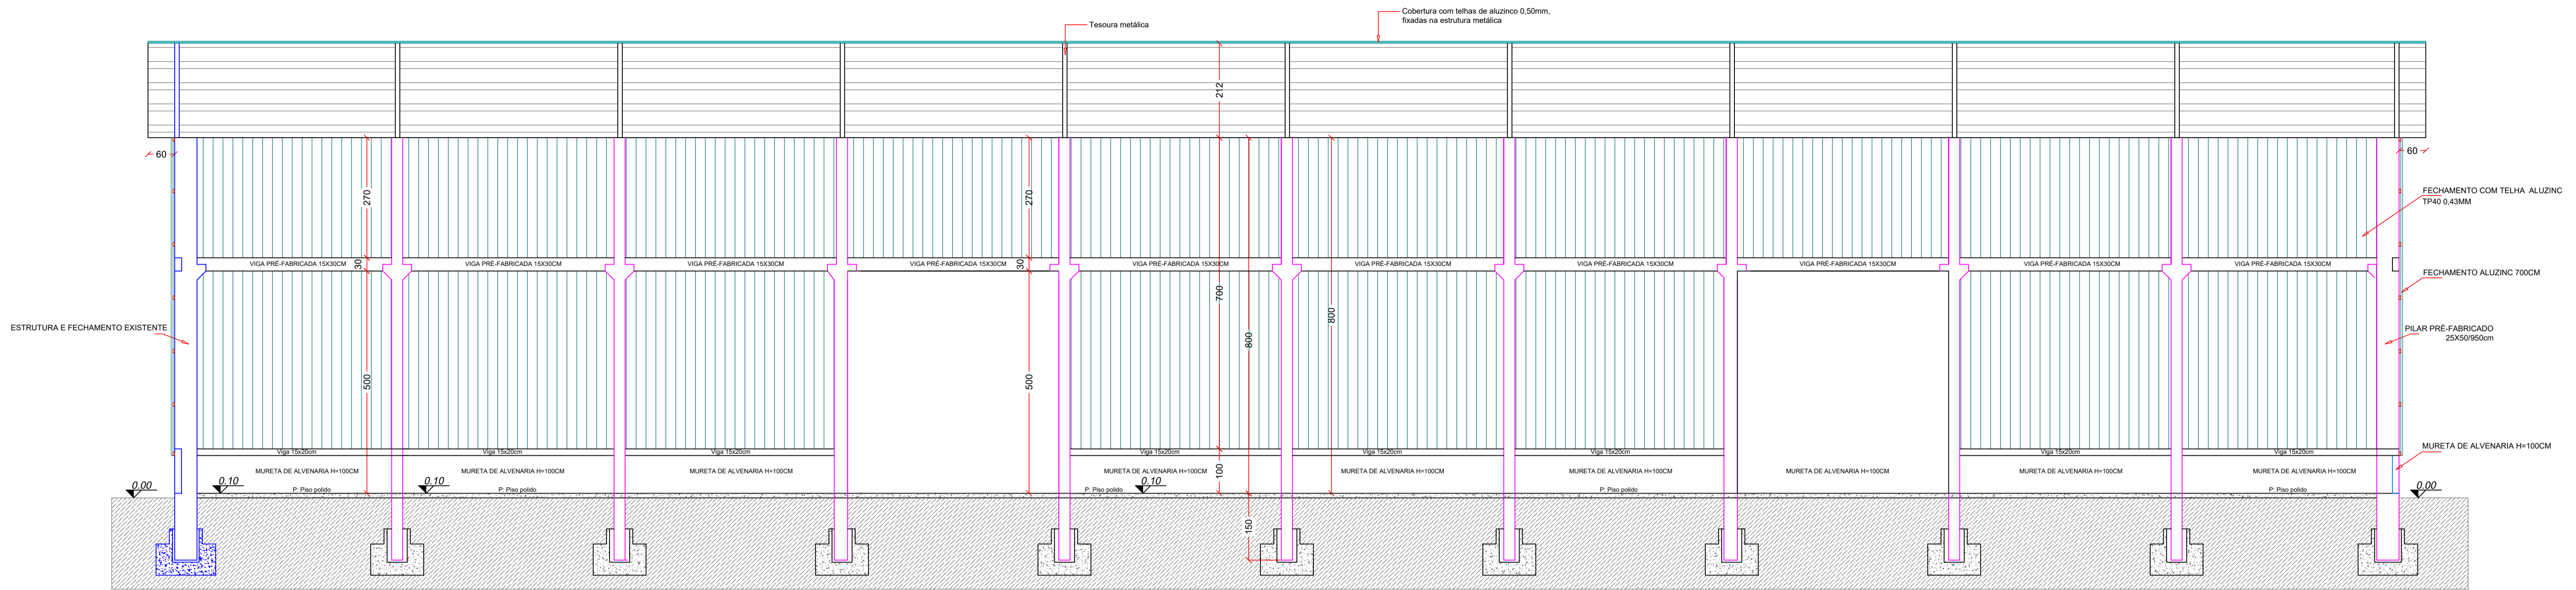 Cobertura com telhas de aluzinco 0,50mm,
fixadas na estrutura metálica
Tesoura metálica
212
60
60
270
270
FECHAMENTO COM TELHA  ALUZINC
TP40 0,43MM
VIGA PRÉ-FABRICADA 15X30CM
30
VIGA PRÉ-FABRICADA 15X30CM
VIGA PRÉ-FABRICADA 15X30CM
VIGA PRÉ-FABRICADA 15X30CM
30
VIGA PRÉ-FABRICADA 15X30CM
VIGA PRÉ-FABRICADA 15X30CM
VIGA PRÉ-FABRICADA 15X30CM
VIGA PRÉ-FABRICADA 15X30CM
VIGA PRÉ-FABRICADA 15X30CM
VIGA PRÉ-FABRICADA 15X30CM
FECHAMENTO ALUZINC 700CM
700
800
800
ESTRUTURA E FECHAMENTO EXISTENTE
PILAR PRÉ-FABRICADO
25X50/950cm
500
500
Viga 15x20cm
Viga 15x20cm
Viga 15x20cm
Viga 15x20cm
Viga 15x20cm
Viga 15x20cm
Viga 15x20cm
Viga 15x20cm
MURETA DE ALVENARIA H=100CM
MURETA DE ALVENARIA H=100CM
MURETA DE ALVENARIA H=100CM
MURETA DE ALVENARIA H=100CM
MURETA DE ALVENARIA H=100CM
100
MURETA DE ALVENARIA H=100CM
MURETA DE ALVENARIA H=100CM
MURETA DE ALVENARIA H=100CM
MURETA DE ALVENARIA H=100CM
MURETA DE ALVENARIA H=100CM
0.00
0.10
P: Piso polido
0.10
P: Piso polido
P: Piso polido
0.10
P: Piso polido
P: Piso polido
0.00
150